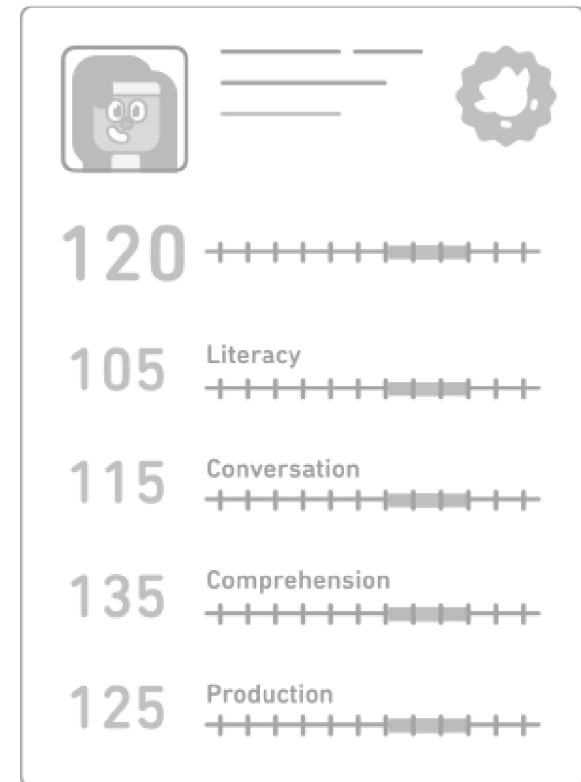 120
105 Literacy
115 Conversation
135 Comprehension
125 Production